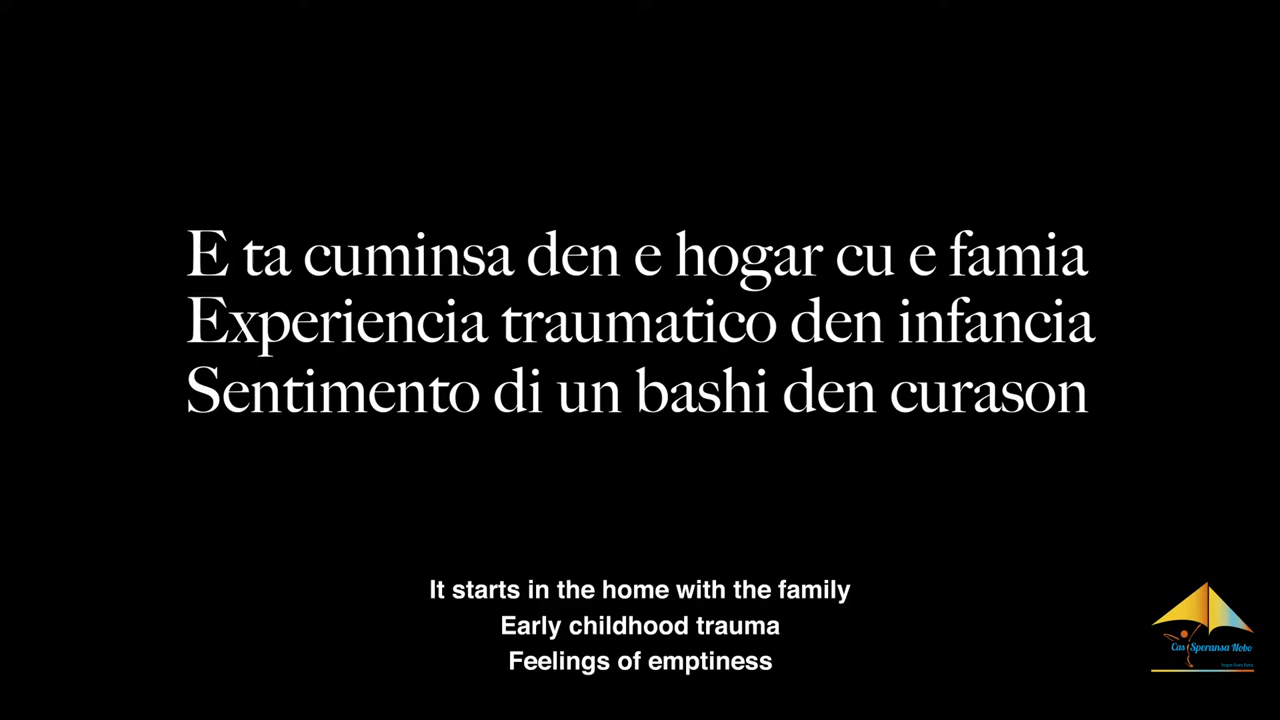 E ta cuminsa den e hogar cu e famia
Experiencia traumatico den infancia
Sentimento di un bashi den curason
It starts in the home with the family
Early childhood trauma
Feelings of emptiness
Cas Speransa Nobo